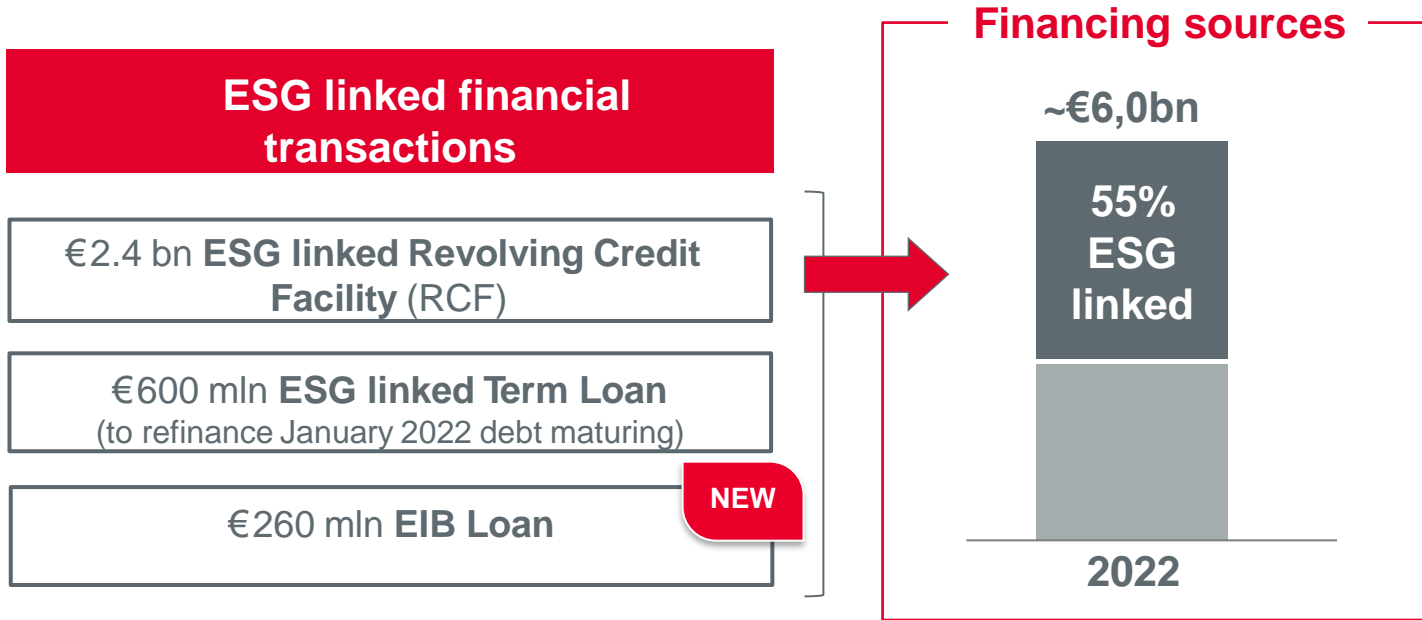 ESG linked financial
transactions
€2.4 bn ESG linked Revolving Credit
Facility (RCF)
€600 mln ESG linked Term Loan
(to refinance January 2022 debt maturing)
NEW
€260 mln EIB Loan
Financing sources
~€6,0bn
55%
ESG
linked
2022